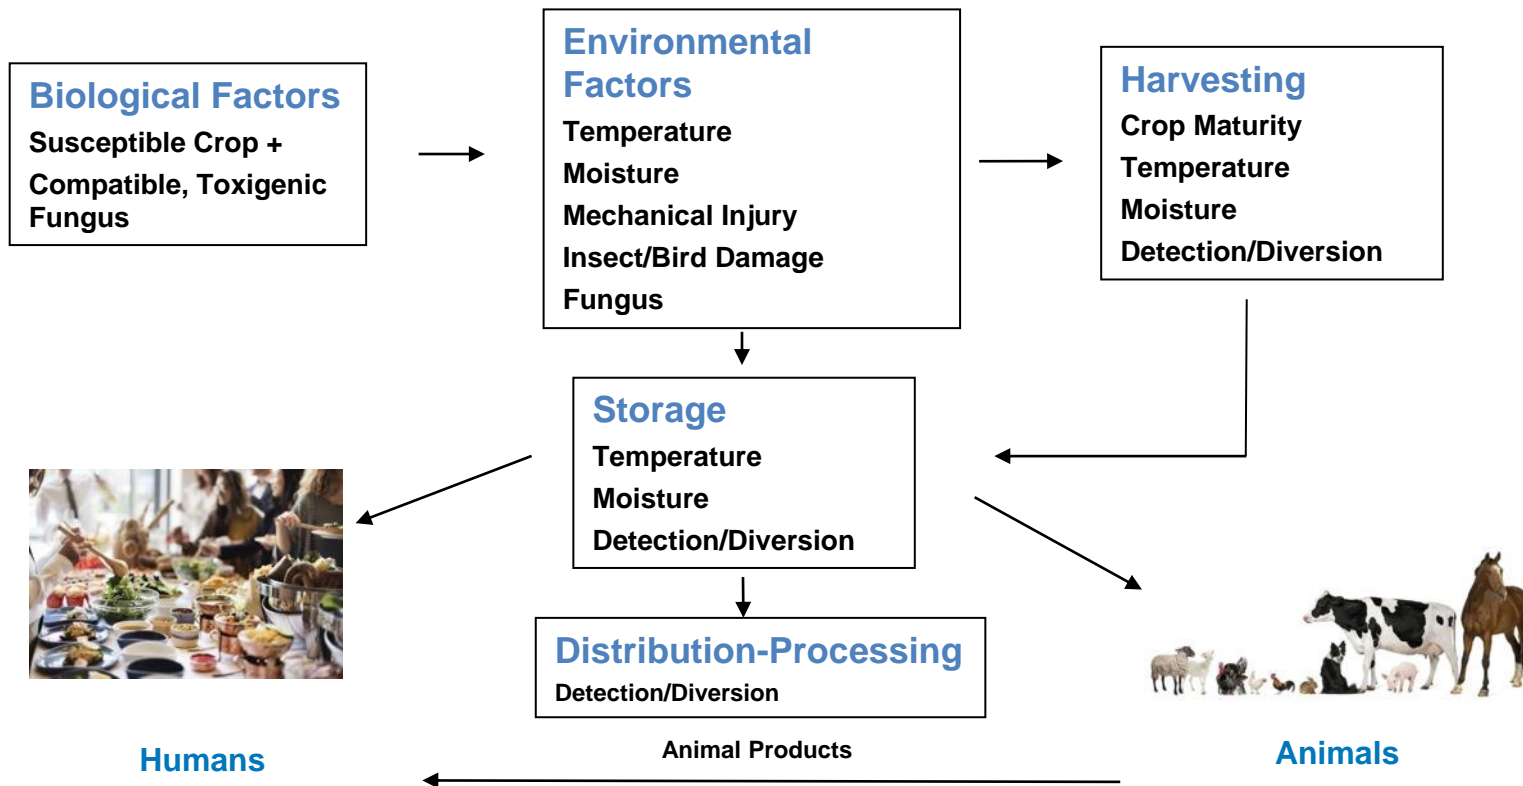 Biological Factors
Susceptible Crop +
Compatible, Toxigenic
Fungus
Environmental
Factors
Temperature
Moisture
Mechanical Injury
Insect/Bird Damage
Fungus
Harvesting
Crop Maturity
Temperature
Moisture
Detection/Diversion
Storage
Temperature
Moisture
Detection/Diversion
Distribution-Processing
Detection/Diversion
Humans
Animal Products
Animals